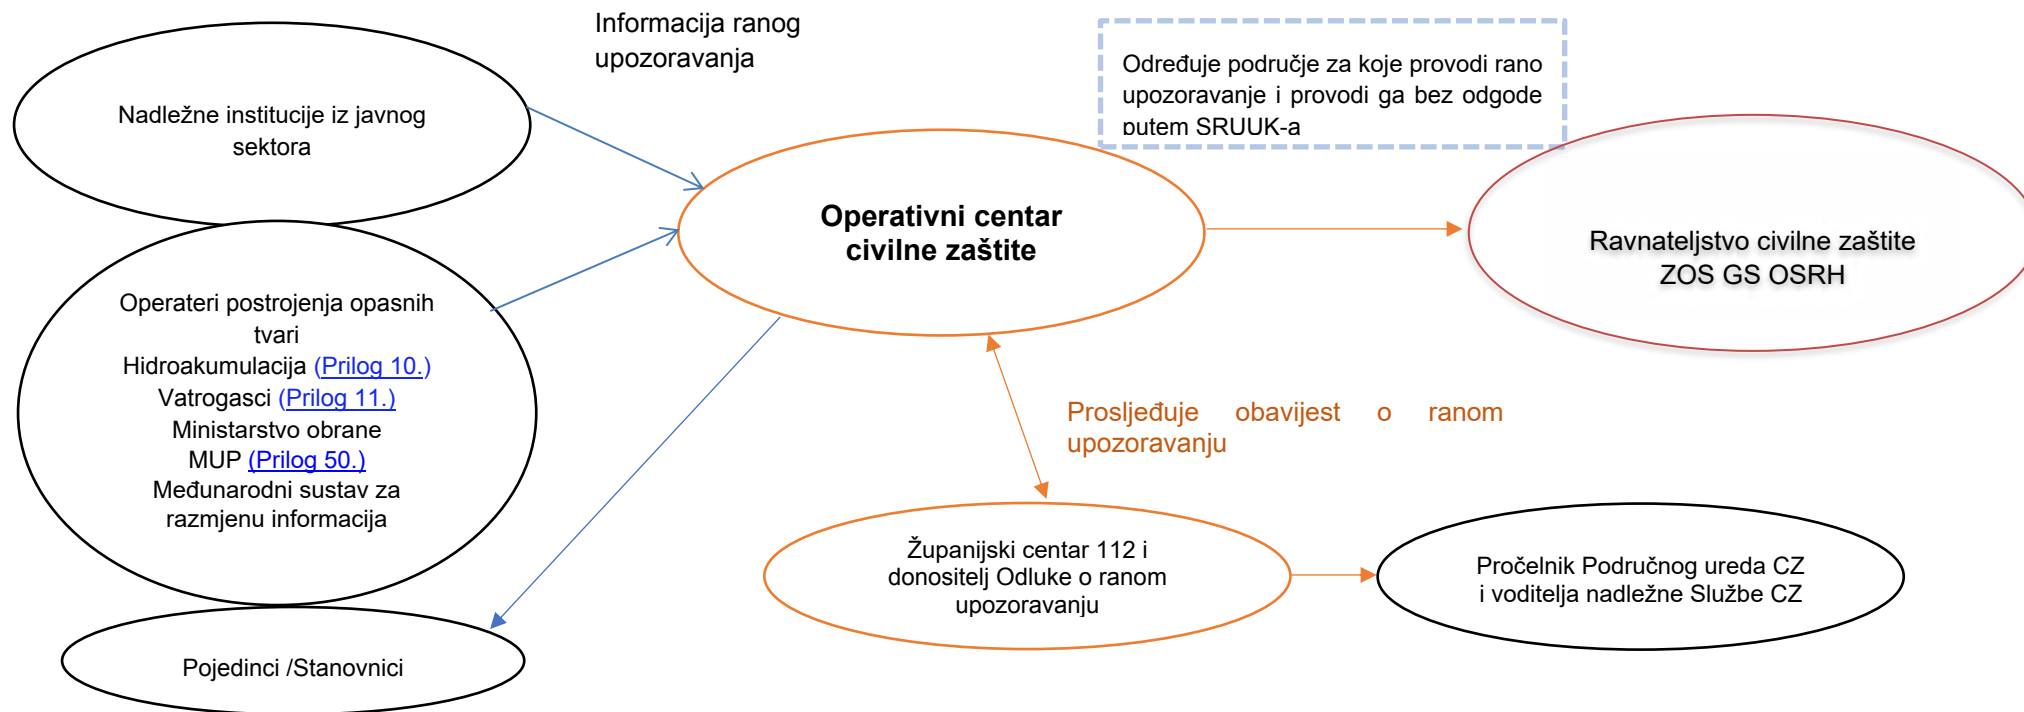 Informacija ranog
upozoravanja
Nadležne institucije iz javnog
sektora
Određuje područje za koje provodi rano
upozoravanje i provodi ga bez odgode
putem SRUUK-a
Operativni centar
civilne zaštite
Ravnateljstvo civilne zaštite
ZOS GS OSRH
Operateri postrojenja opasnih
tvari
Hidroakumulacija (Prilog 10.)
Vatrogasci (Prilog 11.)
Ministarstvo obrane
MUP (Prilog 50.)
Međunarodni sustav za
razmjenu informacija
Prosljeđuje obavijest o ranom
upozoravanju
Županijski centar 112 i
donositelj Odluke o ranom
upozoravanju
Pročelnik Područnog ureda CZ
i voditelja nadležne Službe CZ
Pojedinci /Stanovnici